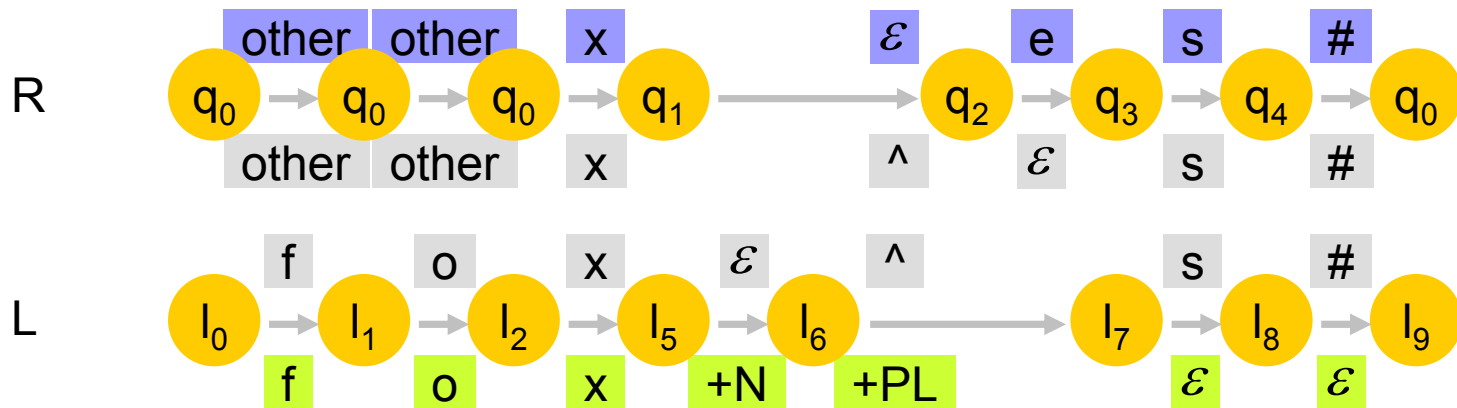 other other x ε e s #
R q₀ q₀ q₀ q₁ q₂ q₃ q₄ q₀
other other x ^ ε s #
f o x ε ^ s #
L l₀ l₁ l₂ l₅ l₆ l₇ l₈ l₉
f o x +N +PL ε ε